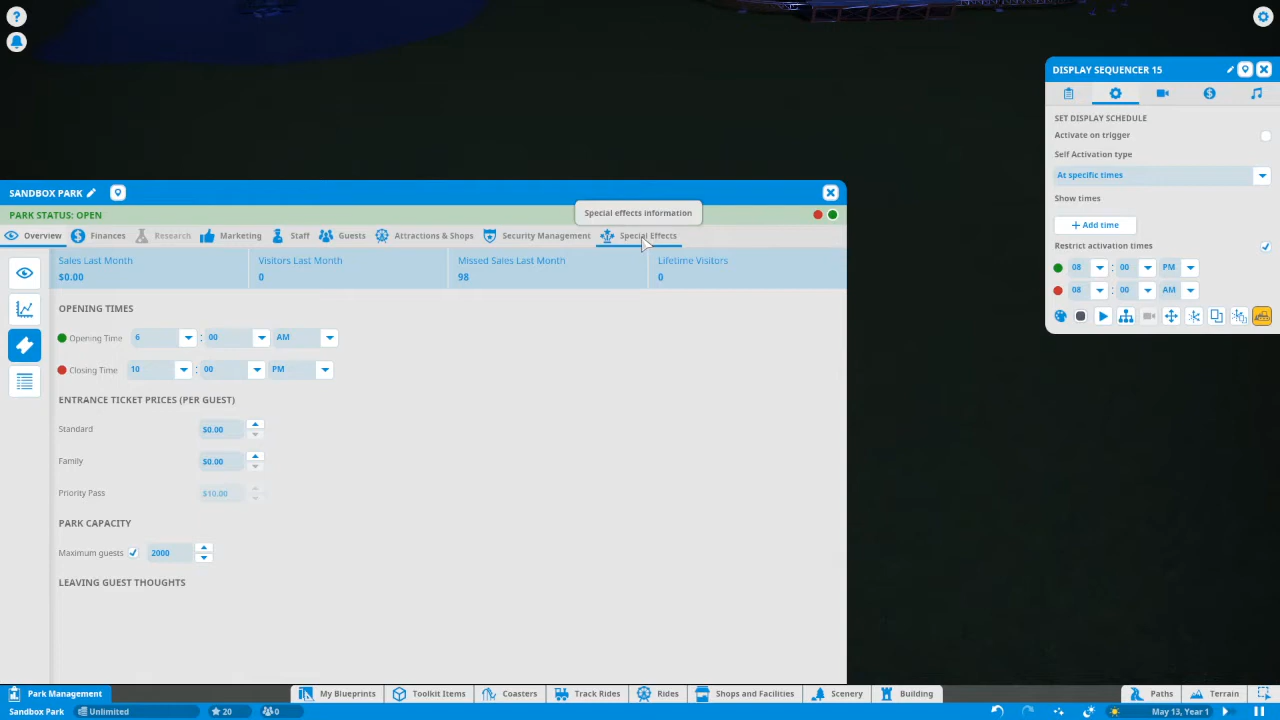 ?
DISPLAY SEQUENCER 15
SET DISPLAY SCHEDULE
Activate on trigger
Self Activation type
At specific times
Show times
+ Add time
Restrict activation times
08 : 00 PM
08 : 00 AM
SANDBOX PARK
PARK STATUS: OPEN
Special effects information
Overview Finances Research Marketing Staff Guests Attractions & Shops Security Management Special Effects
Sales Last Month Visitors Last Month Missed Sales Last Month Lifetime Visitors
$0.00 0 98 0
OPENING TIMES
Opening Time 6 : 00 AM
Closing Time 10 : 00 PM
ENTRANCE TICKET PRICES (PER GUEST)
Standard $0.00
Family $0.00
Priority Pass $10.00
PARK CAPACITY
Maximum guests 2000
LEAVING GUEST THOUGHTS
Park Management My Blueprints Toolkit Items Coasters Track Rides Rides Shops and Facilities Scenery Building Paths Terrain
Sandbox Park Unlimited 20 0 May 13, Year 1